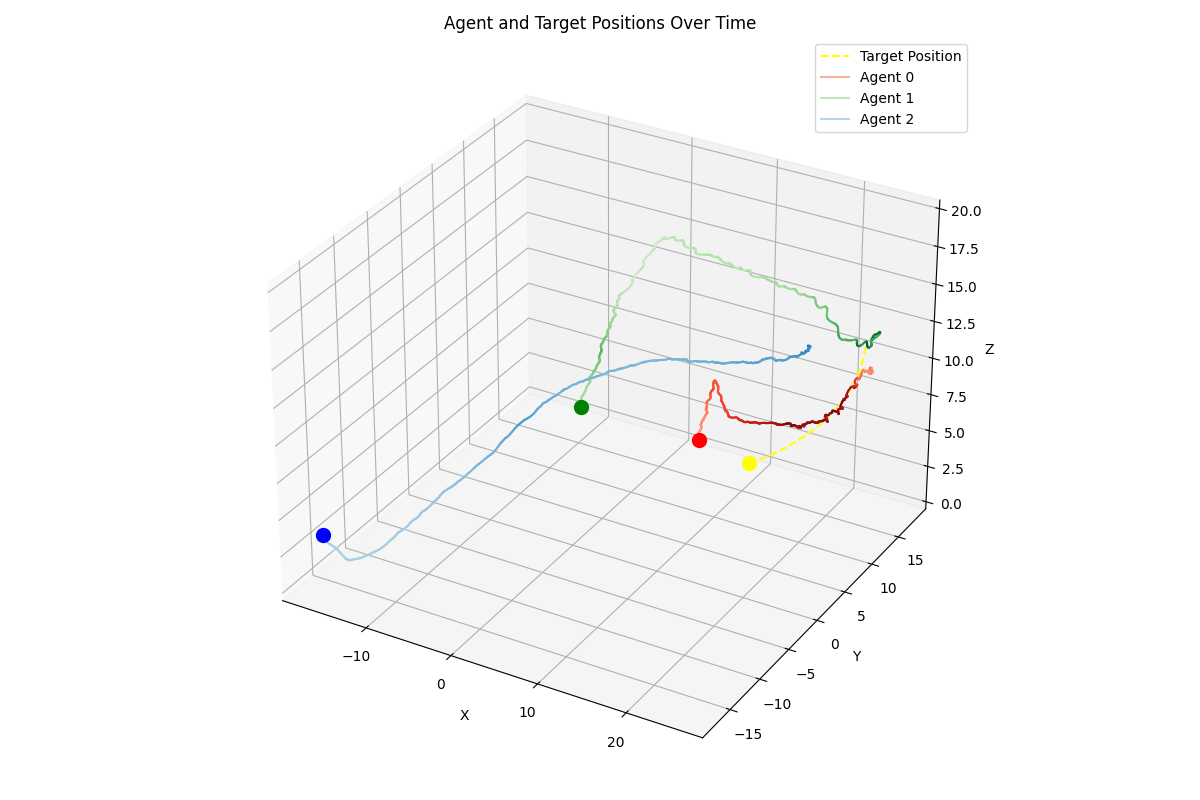 Agent and Target Positions Over Time
Target Position
Agent 0
Agent 1
Agent 2
20.0
17.5
15.0
12.5
Z
10.0
7.5
5.0
2.5
0.0
15
10
5
0
Y
−5
−10
−15
−10
0
X
10
20